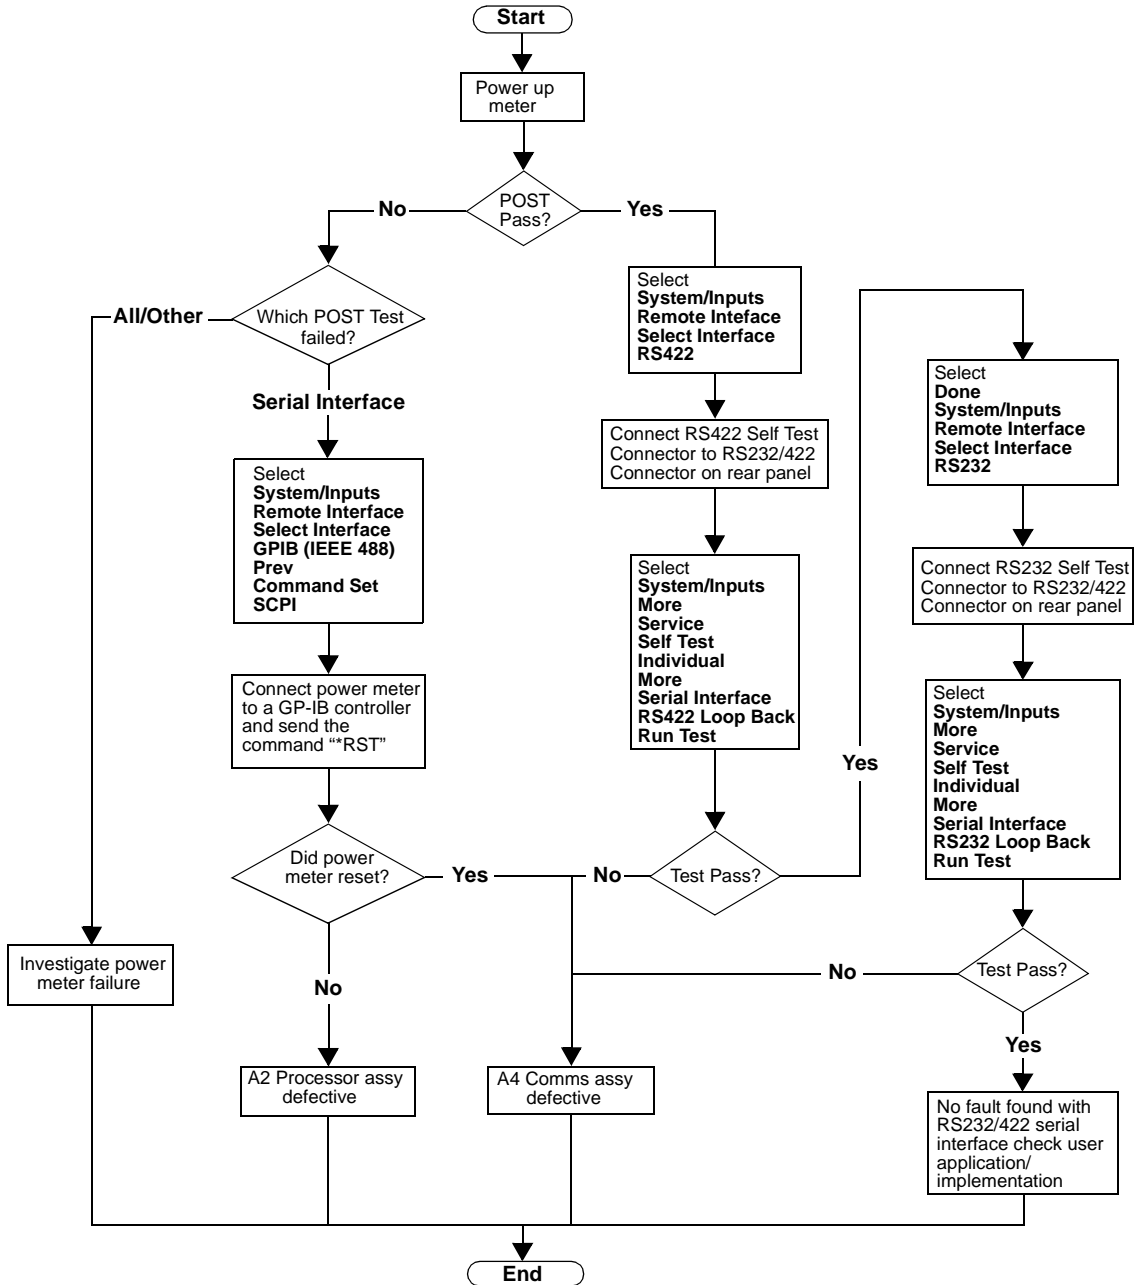 Start
Power up
meter
POST
Pass?
No
Yes
Which POST Test
failed?
All/Other
Serial Interface
Select
System/Inputs
Remote Interface
Select Interface
GPIB (IEEE 488)
Prev
Command Set
SCPI
Connect power meter
to a GP-IB controller
and send the
command “*RST”
Did power
meter reset?
Yes
No
Investigate power
meter failure
A2 Processor assy
defective
A4 Comms assy
defective
Select
System/Inputs
Remote Inteface
Select Interface
RS422
Connect RS422 Self Test
Connector to RS232/422
Connector on rear panel
Select
System/Inputs
More
Service
Self Test
Individual
More
Serial Interface
RS422 Loop Back
Run Test
Test Pass?
No
Yes
Select
Done
System/Inputs
Remote Interface
Select Interface
RS232
Connect RS232 Self Test
Connector to RS232/422
Connector on rear panel
Select
System/Inputs
More
Service
Self Test
Individual
More
Serial Interface
RS232 Loop Back
Run Test
Test Pass?
No
Yes
No fault found with
RS232/422 serial
interface check user
application/
implementation
End